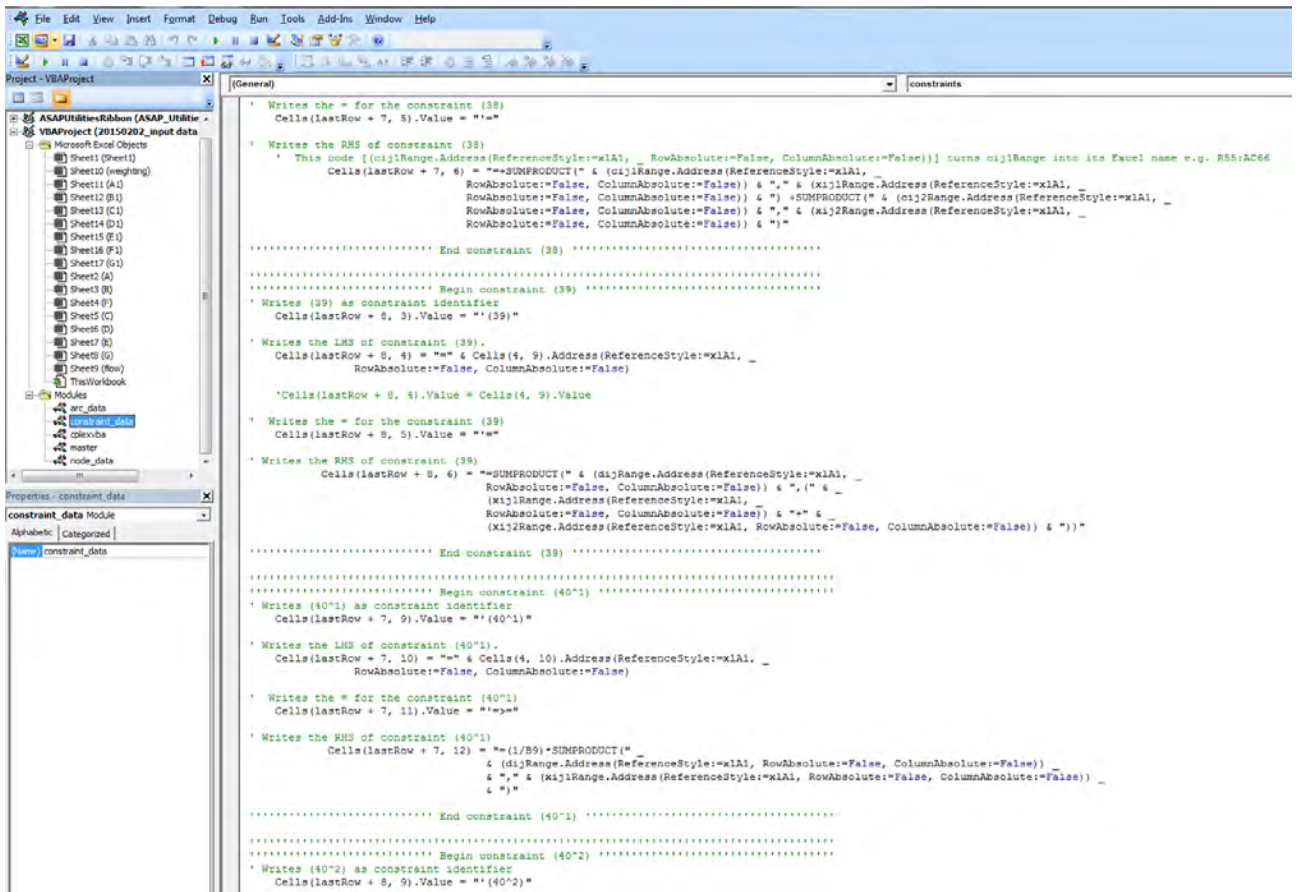 File Edit View Insert Format Debug Run Tools Add-Ins Window Help
Project - VBAProject
(General)
constraints
ASAPUtilitiesRibbon (ASAP_Utilitie
VBAProject (20150202_input data
Microsoft Excel Objects
Sheet1 (Sheet1)
Sheet10 (weighting)
Sheet11 (A1)
Sheet12 (B1)
Sheet13 (C1)
Sheet14 (D1)
Sheet15 (E1)
Sheet16 (F1)
Sheet17 (G1)
Sheet2 (A)
Sheet3 (B)
Sheet4 (F)
Sheet5 (C)
Sheet6 (D)
Sheet7 (E)
Sheet8 (G)
Sheet9 (flow)
ThisWorkbook
Modules
arc_data
constraint_data
cplexvba
master
node_data
Properties - constraint_data
constraint_data Module
Alphabetic Categorized
(Name) constraint_data
' Writes the = for the constraint (38)
Cells(lastRow + 7, 5).Value = "'="
' Writes the RHS of constraint (38)
' This code [(cij1Range.Address(ReferenceStyle:=xlA1, _ RowAbsolute:=False, ColumnAbsolute:=False))] turns cij1Range into its Excel name e.g. R55:AC66
Cells(lastRow + 7, 6) = "=+SUMPRODUCT(" & (cij1Range.Address(ReferenceStyle:=xlA1, _
RowAbsolute:=False, ColumnAbsolute:=False)) & "," & (xij1Range.Address(ReferenceStyle:=xlA1, _
RowAbsolute:=False, ColumnAbsolute:=False)) & ") +SUMPRODUCT(" & (cij2Range.Address(ReferenceStyle:=xlA1, _
RowAbsolute:=False, ColumnAbsolute:=False)) & "," & (xij2Range.Address(ReferenceStyle:=xlA1, _
RowAbsolute:=False, ColumnAbsolute:=False)) & ")"
'''''''''''''''''''''''''''' End constraint (38) ''''''''''''''''''''''''''''''''''''''
''''''''''''''''''''''''''''''''''''''''''''''''''''''''''''''''''''''''''''''''''''''''
'''''''''''''''''''''''''''' Begin constraint (39) ''''''''''''''''''''''''''''''''''''
' Writes (39) as constraint identifier
Cells(lastRow + 8, 3).Value = "'(39)"
' Writes the LHS of constraint (39).
Cells(lastRow + 8, 4) = "=" & Cells(4, 9).Address(ReferenceStyle:=xlA1, _
RowAbsolute:=False, ColumnAbsolute:=False)
'Cells(lastRow + 8, 4).Value = Cells(4, 9).Value
' Writes the = for the constraint (39)
Cells(lastRow + 8, 5).Value = "'="
' Writes the RHS of constraint (39)
Cells(lastRow + 8, 6) = "=SUMPRODUCT(" & (dijRange.Address(ReferenceStyle:=xlA1, _
RowAbsolute:=False, ColumnAbsolute:=False)) & ",(" & _
(xij1Range.Address(ReferenceStyle:=xlA1, _
RowAbsolute:=False, ColumnAbsolute:=False)) & "+" & _
(xij2Range.Address(ReferenceStyle:=xlA1, RowAbsolute:=False, ColumnAbsolute:=False)) & "))"
'''''''''''''''''''''''''''' End constraint (39) ''''''''''''''''''''''''''''''''''''''
''''''''''''''''''''''''''''''''''''''''''''''''''''''''''''''''''''''''''''''''''''''''''
'''''''''''''''''''''''''''' Begin constraint (40^1) ''''''''''''''''''''''''''''''''''''
' Writes (40^1) as constraint identifier
Cells(lastRow + 7, 9).Value = "'(40^1)"
' Writes the LHS of constraint (40^1).
Cells(lastRow + 7, 10) = "=" & Cells(4, 10).Address(ReferenceStyle:=xlA1, _
RowAbsolute:=False, ColumnAbsolute:=False)
' Writes the = for the constraint (40^1)
Cells(lastRow + 7, 11).Value = "'=>="
' Writes the RHS of constraint (40^1)
Cells(lastRow + 7, 12) = "=(1/B9)*SUMPRODUCT(" _
& (dijRange.Address(ReferenceStyle:=xlA1, RowAbsolute:=False, ColumnAbsolute:=False)) _
& "," & (xij1Range.Address(ReferenceStyle:=xlA1, RowAbsolute:=False, ColumnAbsolute:=False)) _
& ")"
'''''''''''''''''''''''''''' End constraint (40^1) ''''''''''''''''''''''''''''''''''''''
''''''''''''''''''''''''''''''''''''''''''''''''''''''''''''''''''''''''''''''''''''''''''
'''''''''''''''''''''''''''' Begin constraint (40^2) ''''''''''''''''''''''''''''''''''''
' Writes (40^2) as constraint identifier
Cells(lastRow + 8, 9).Value = "'(40^2)"